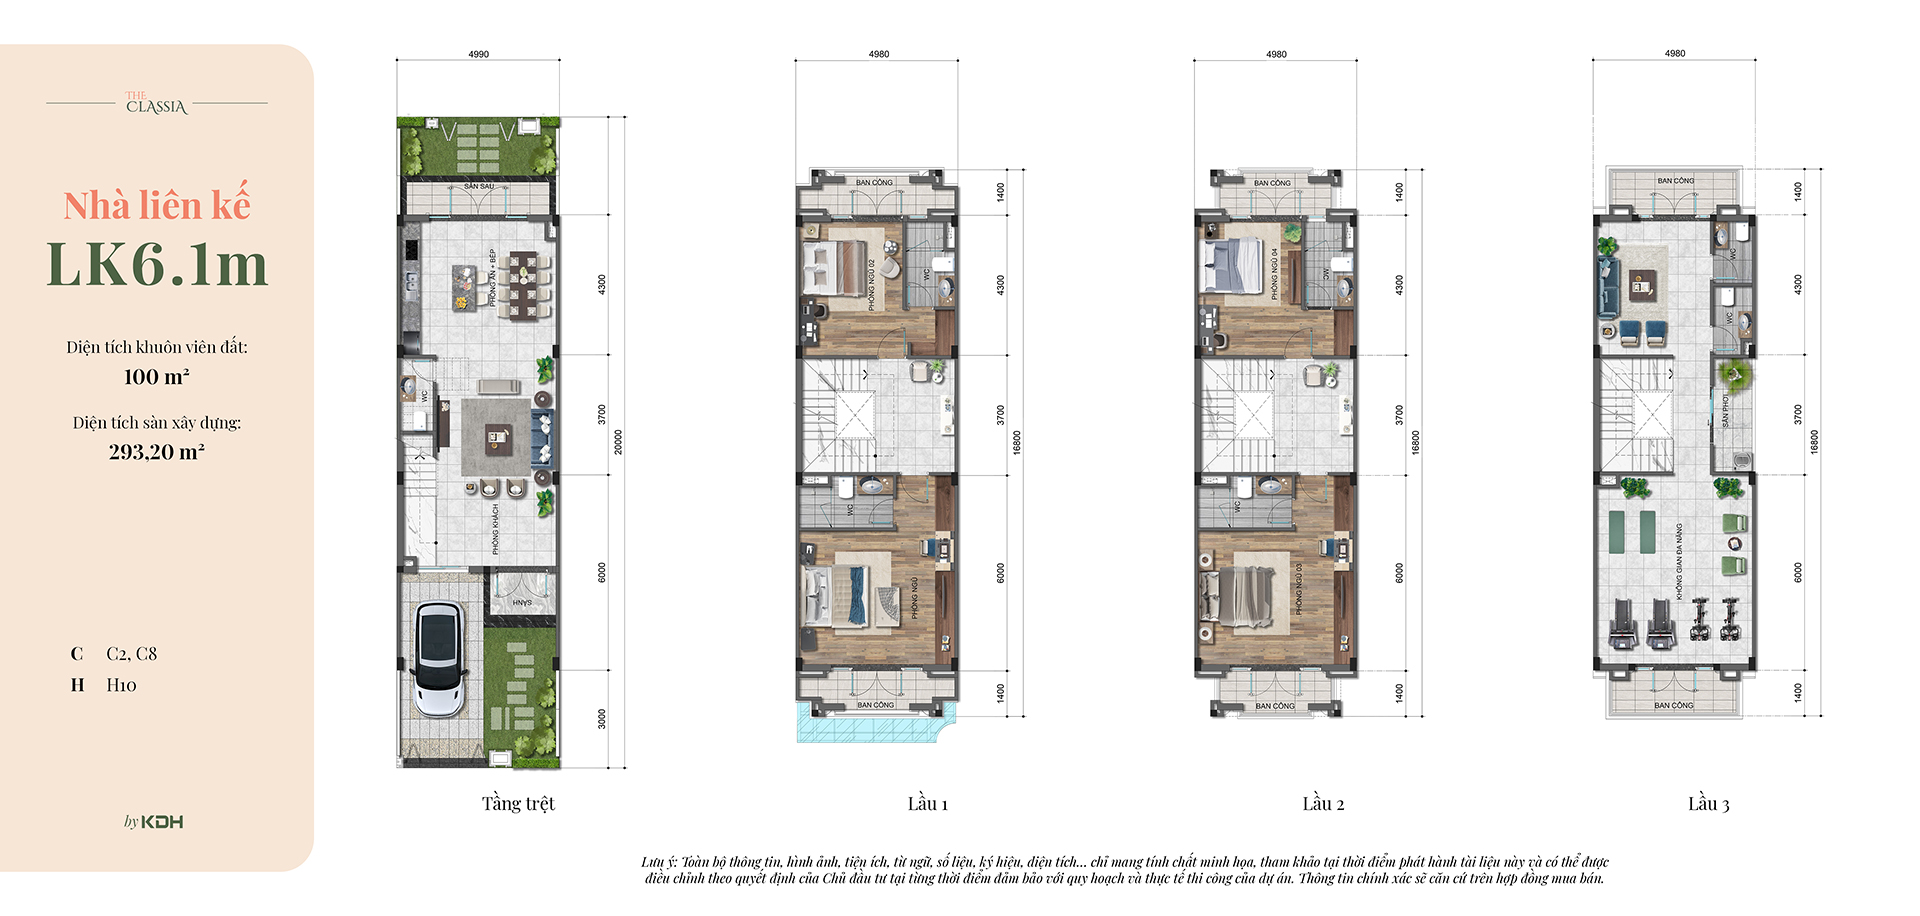 THE
CLASSIA
Nhà liên kế
LK6.1m
Diện tích khuôn viên đất:
100 m²
Diện tích sàn xây dựng:
293,20 m²
C C2, C8
H H10
by KDH
4990
SÂN SAU
PHÒNG ĂN + BẾP
WC
PHÒNG KHÁCH
SẢNH
4300
3700
6000
3000
20000
Tầng trệt
4980
BAN CÔNG
PHÒNG NGỦ 02
WC
WC
PHÒNG NGỦ
BAN CÔNG
1400
4300
3700
6000
1400
16800
Lầu 1
4980
BAN CÔNG
PHÒNG NGỦ 04
WC
WC
PHÒNG NGỦ 03
BAN CÔNG
1400
4300
3700
6000
1400
16800
Lầu 2
4980
BAN CÔNG
WC
WC
SÂN PHƠI
KHÔNG GIAN ĐA NĂNG
BAN CÔNG
1400
4300
3700
6000
1400
16800
Lầu 3
Lưu ý: Toàn bộ thông tin, hình ảnh, tiện ích, từ ngữ, số liệu, ký hiệu, diện tích... chỉ mang tính chất minh họa, tham khảo tại thời điểm phát hành tài liệu này và có thể được
điều chỉnh theo quyết định của Chủ đầu tư tại từng thời điểm đảm bảo với quy hoạch và thực tế thi công của dự án. Thông tin chính xác sẽ căn cứ trên hợp đồng mua bán.